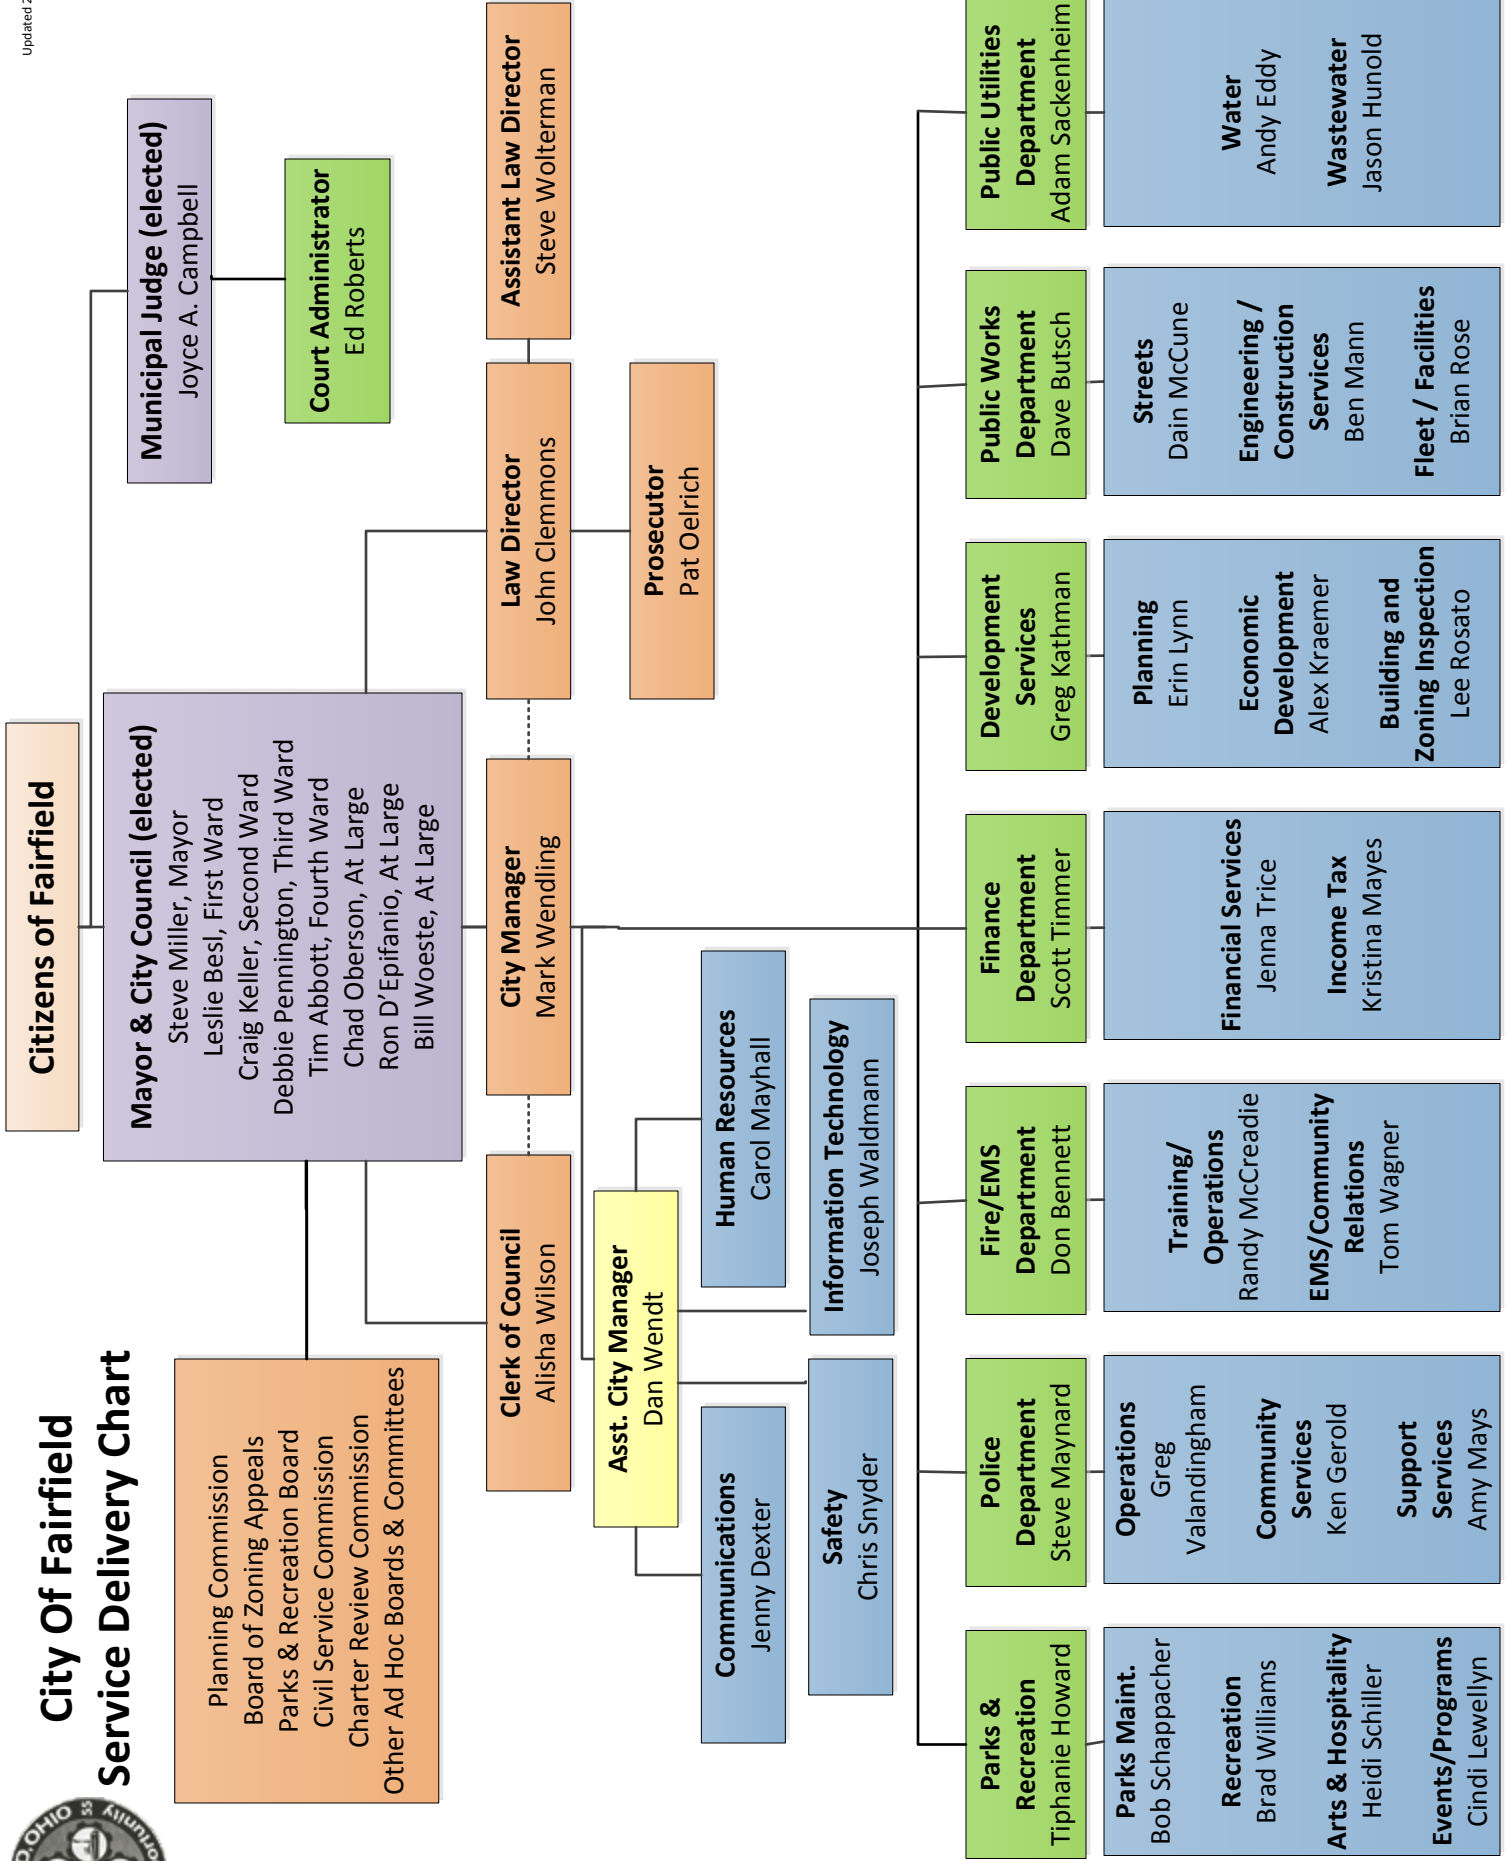 City Of Fairfield
Service Delivery Chart
Updated
OHIO
Citizens of Fairfield
Mayor & City Council (elected)
Steve Miller, Mayor
Leslie Besl, First Ward
Craig Keller, Second Ward
Debbie Pennington, Third Ward
Tim Abbott, Fourth Ward
Chad Oberson, At Large
Ron D’Epifanio, At Large
Bill Woeste, At Large
Municipal Judge (elected)
Joyce A. Campbell
Court Administrator
Ed Roberts
Planning Commission
Board of Zoning Appeals
Parks & Recreation Board
Civil Service Commission
Charter Review Commission
Other Ad Hoc Boards & Committees
Clerk of Council
Alisha Wilson
City Manager
Mark Wendling
Law Director
John Clemmons
Assistant Law Director
Steve Wolterman
Prosecutor
Pat Oelrich
Asst. City Manager
Dan Wendt
Communications
Jenny Dexter
Human Resources
Carol Mayhall
Safety
Chris Snyder
Information Technology
Joseph Waldmann
Parks &
Recreation
Tiphanie Howard
Parks Maint.
Bob Schappacher
Recreation
Brad Williams
Arts & Hospitality
Heidi Schiller
Events/Programs
Cindi Lewellyn
Police
Department
Steve Maynard
Operations
Greg
Valandingham
Community
Services
Ken Gerold
Support
Services
Amy Mays
Fire/EMS
Department
Don Bennett
Training/
Operations
Randy McCreadie
EMS/Community
Relations
Tom Wagner
Finance
Department
Scott Timmer
Financial Services
Jenna Trice
Income Tax
Kristina Mayes
Development
Services
Greg Kathman
Planning
Erin Lynn
Economic
Development
Alex Kraemer
Building and
Zoning Inspection
Lee Rosato
Public Works
Department
Dave Butsch
Streets
Dain McCune
Engineering /
Construction
Services
Ben Mann
Fleet / Facilities
Brian Rose
Public Utilities
Department
Adam Sackenheim
Water
Andy Eddy
Wastewater
Jason Hunold